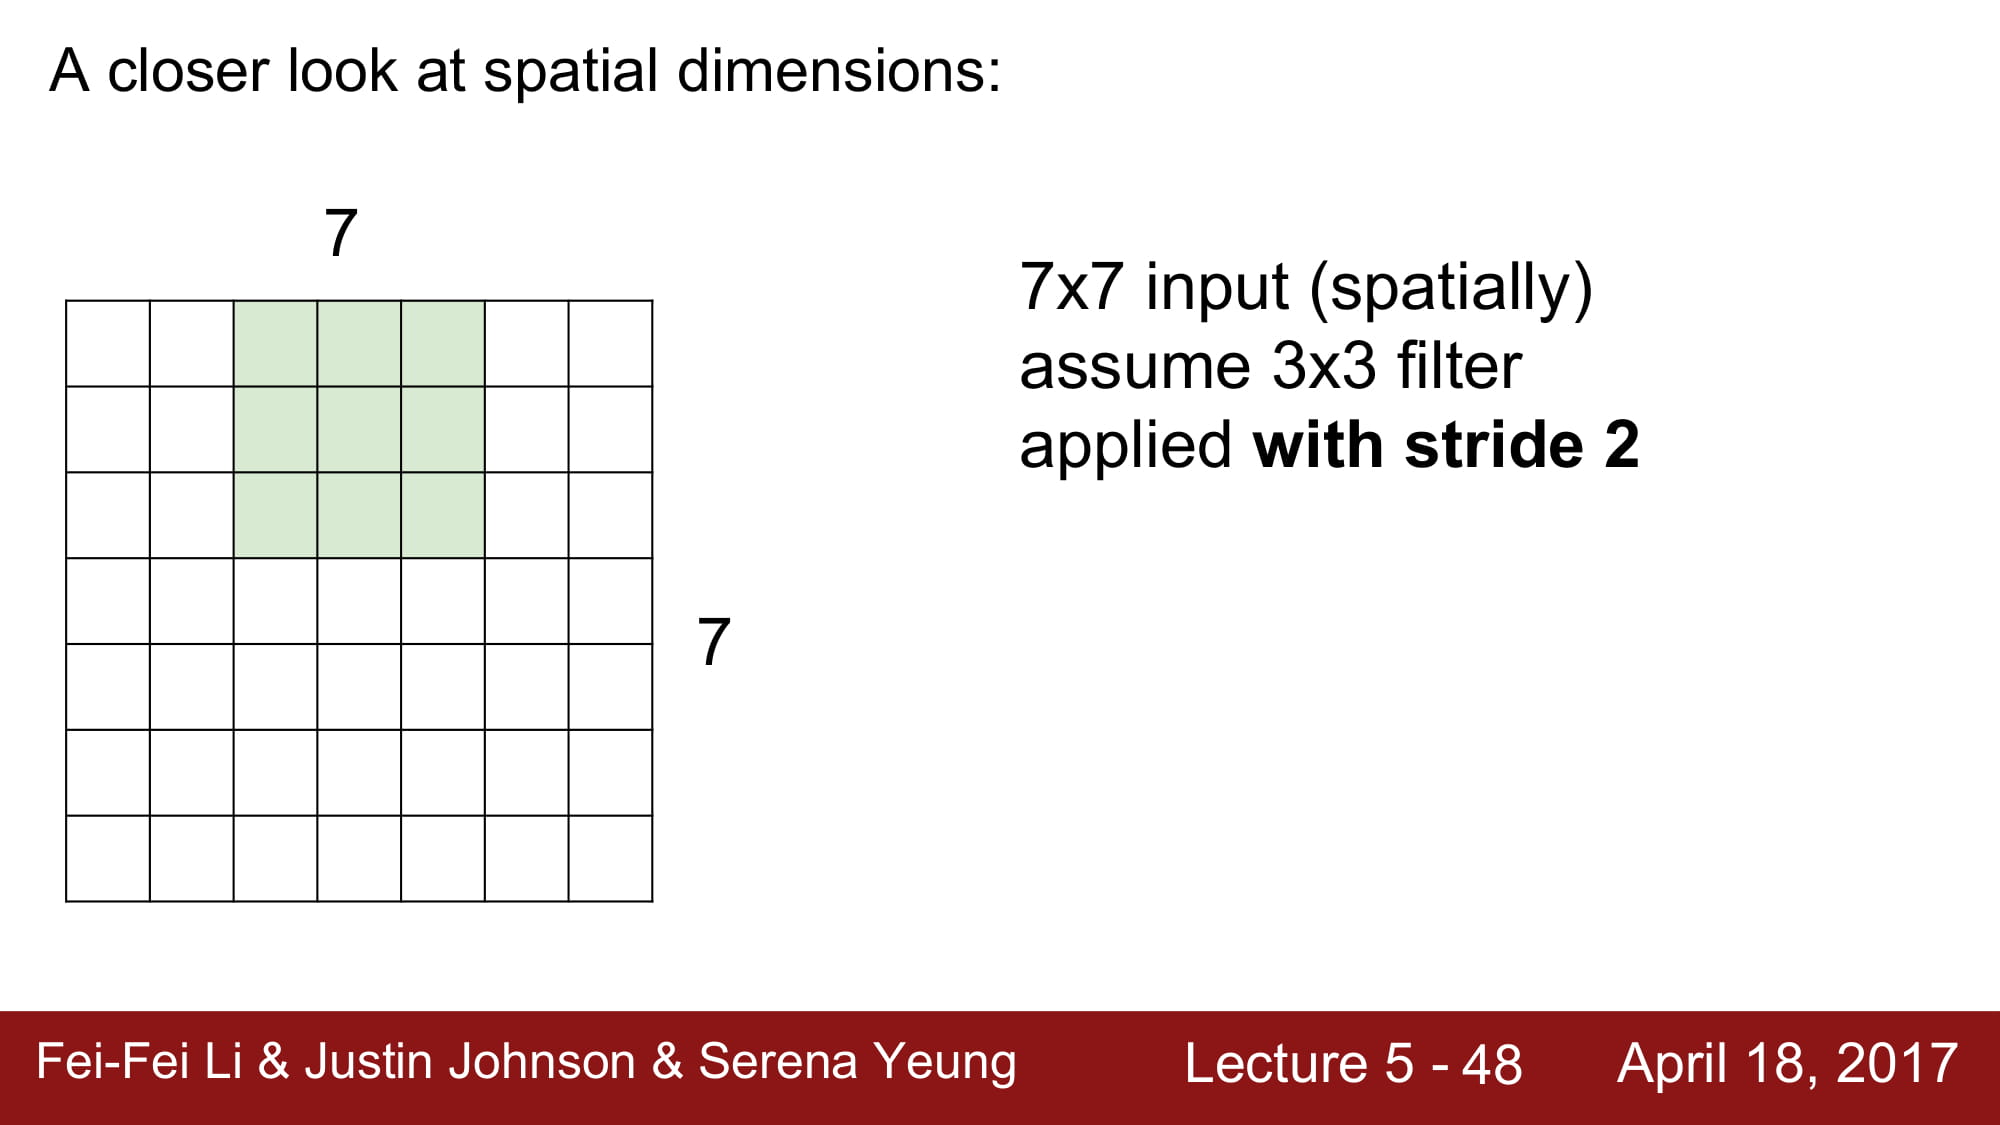 A closer look at spatial dimensions:
7
7x7 input (spatially)
assume 3x3 filter
applied with stride 2
7
Fei-Fei Li & Justin Johnson & Serena Yeung
Lecture 5 - 48
April 18, 2017